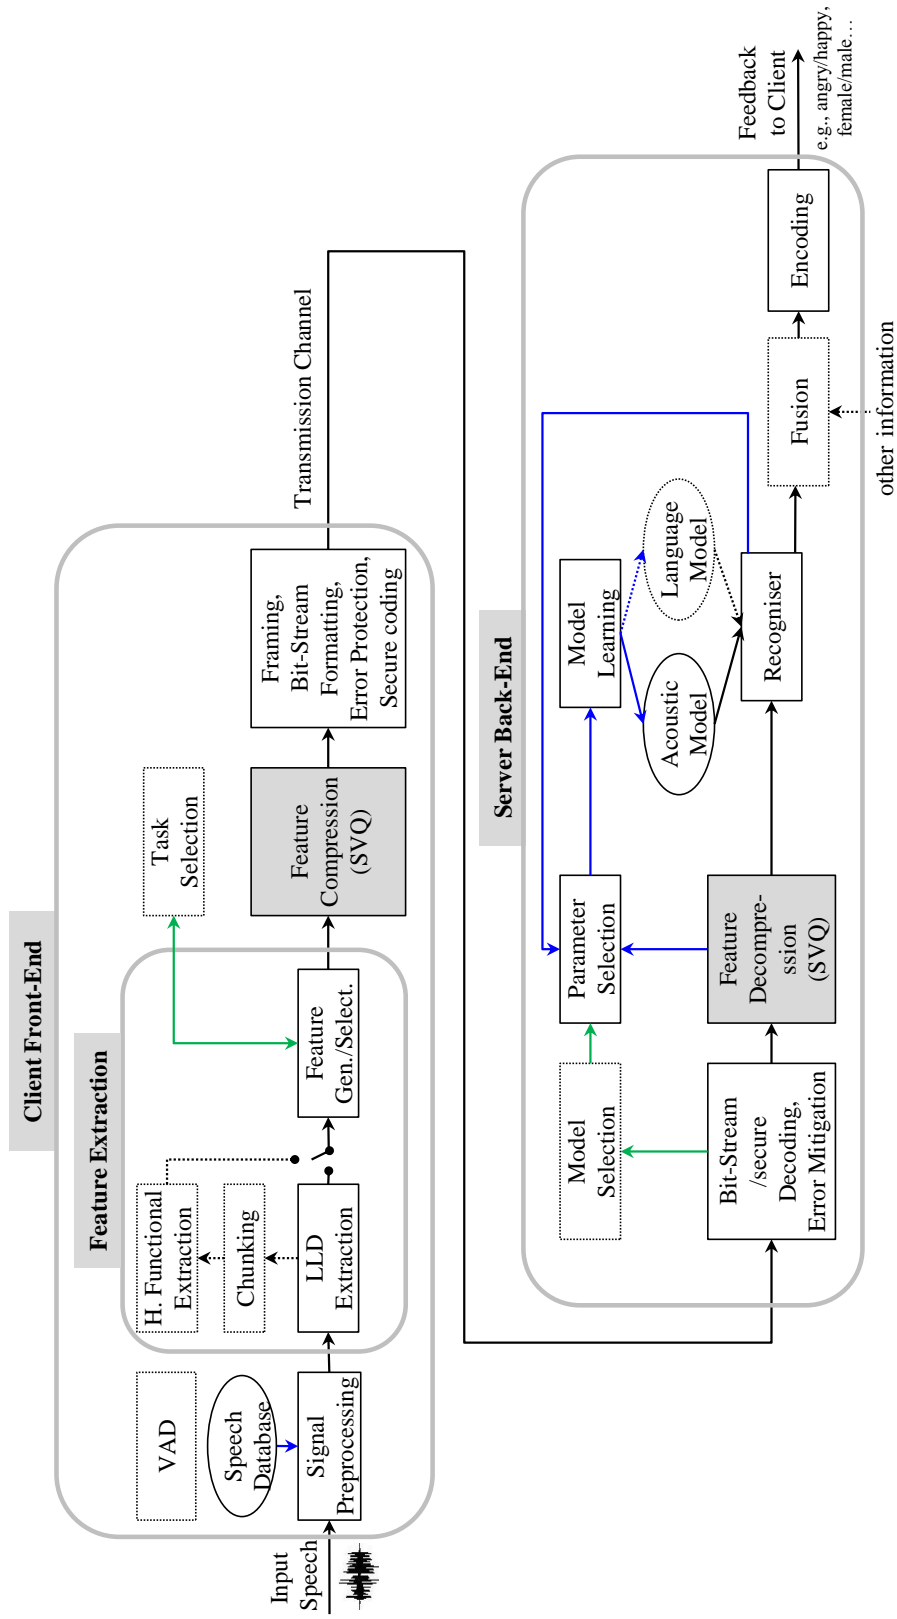 Client Front-End
Feature Extraction
Input
Speech
VAD
Speech
Database
Signal
Preprocessing
H. Functional
Extraction
Chunking
LLD
Extraction
Feature
Gen./Select.
Task
Selection
Feature
Compression
(SVQ)
Framing,
Bit-Stream
Formatting,
Error Protection,
Secure coding
Transmission Channel
Server Back-End
Model
Selection
Bit-Stream
/secure
Decoding,
Error Mitigation
Parameter
Selection
Feature
Decompre-
ssion
(SVQ)
Model
Learning
Acoustic
Model
Language
Model
Recogniser
Fusion
other information
Encoding
Feedback
to Client
e.g., angry/happy,
female/male…